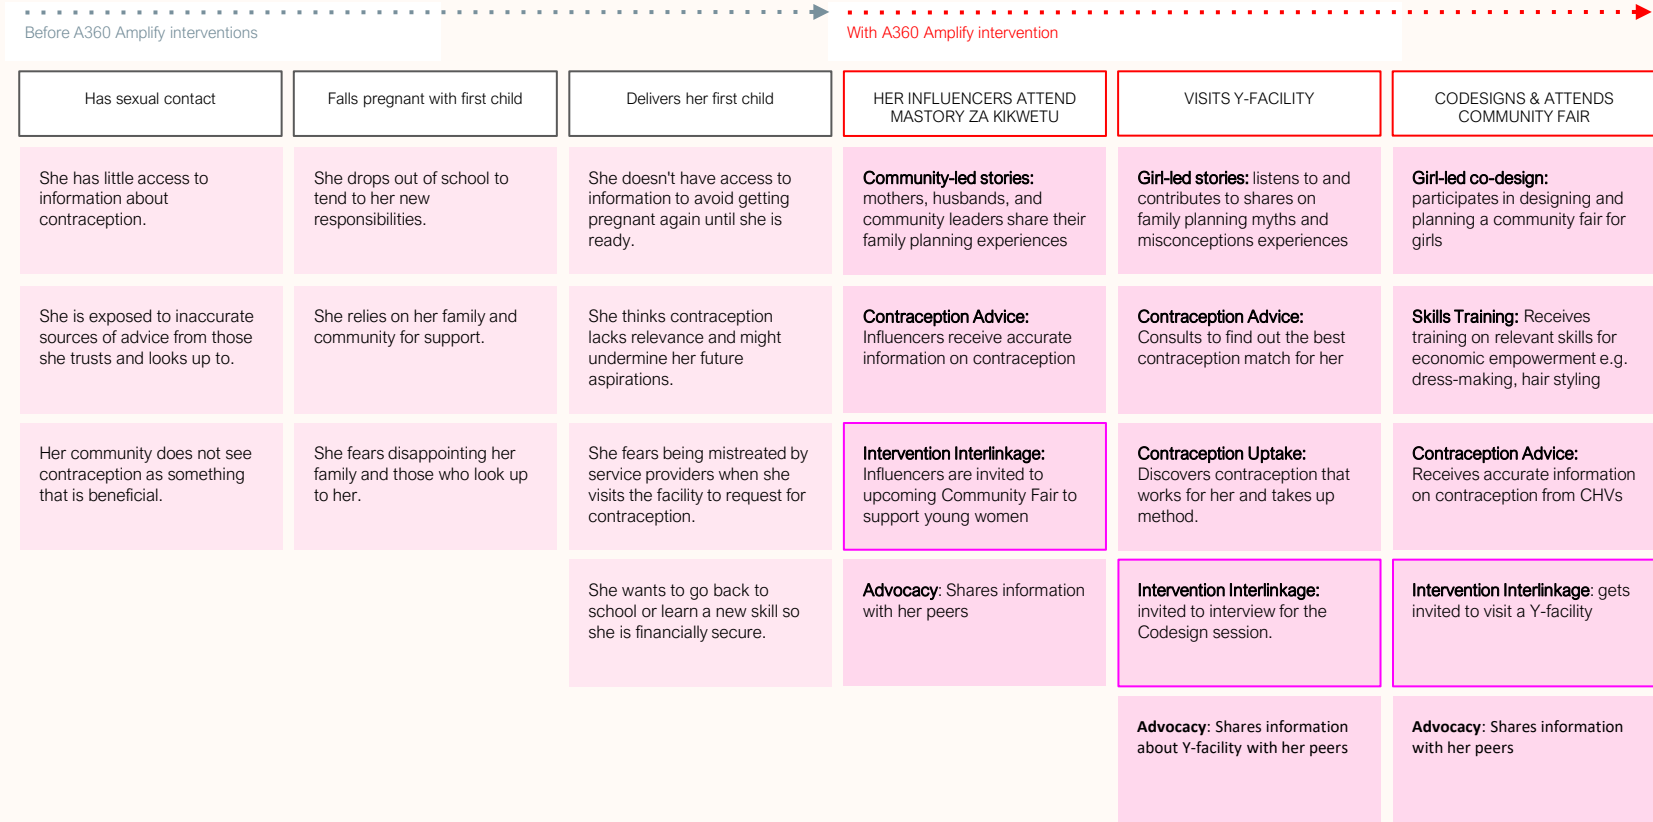 Before A360 Amplify interventions
With A360 Amplify intervention
Has sexual contact
Falls pregnant with first child
Delivers her first child
HER INFLUENCERS ATTEND
MASTORY ZA KIKWETU
VISITS Y-FACILITY
CODESIGNS & ATTENDS
COMMUNITY FAIR
She has little access to
information about
contraception.
She drops out of school to
tend to her new
responsibilities.
She doesn't have access to
information to avoid getting
pregnant again until she is
ready.
Community-led stories:
mothers, husbands, and
community leaders share their
family planning experiences
Girl-led stories: listens to and
contributes to shares on
family planning myths and
misconceptions experiences
Girl-led co-design:
participates in designing and
planning a community fair for
girls
She is exposed to inaccurate
sources of advice from those
she trusts and looks up to.
She relies on her family and
community for support.
She thinks contraception
lacks relevance and might
undermine her future
aspirations.
Contraception Advice:
Influencers receive accurate
information on contraception
Contraception Advice:
Consults to find out the best
contraception match for her
Skills Training: Receives
training on relevant skills for
economic empowerment e.g.
dress-making, hair styling
Her community does not see
contraception as something
that is beneficial.
She fears disappointing her
family and those who look up
to her.
She fears being mistreated by
service providers when she
visits the facility to request for
contraception.
Intervention Interlinkage:
Influencers are invited to
upcoming Community Fair to
support young women
Contraception Uptake:
Discovers contraception that
works for her and takes up
method.
Contraception Advice:
Receives accurate information
on contraception from CHVs
She wants to go back to
school or learn a new skill so
she is financially secure.
Advocacy: Shares information
with her peers
Intervention Interlinkage:
invited to interview for the
Codesign session.
Intervention Interlinkage: gets
invited to visit a Y-facility
Advocacy: Shares information
about Y-facility with her peers
Advocacy: Shares information
with her peers